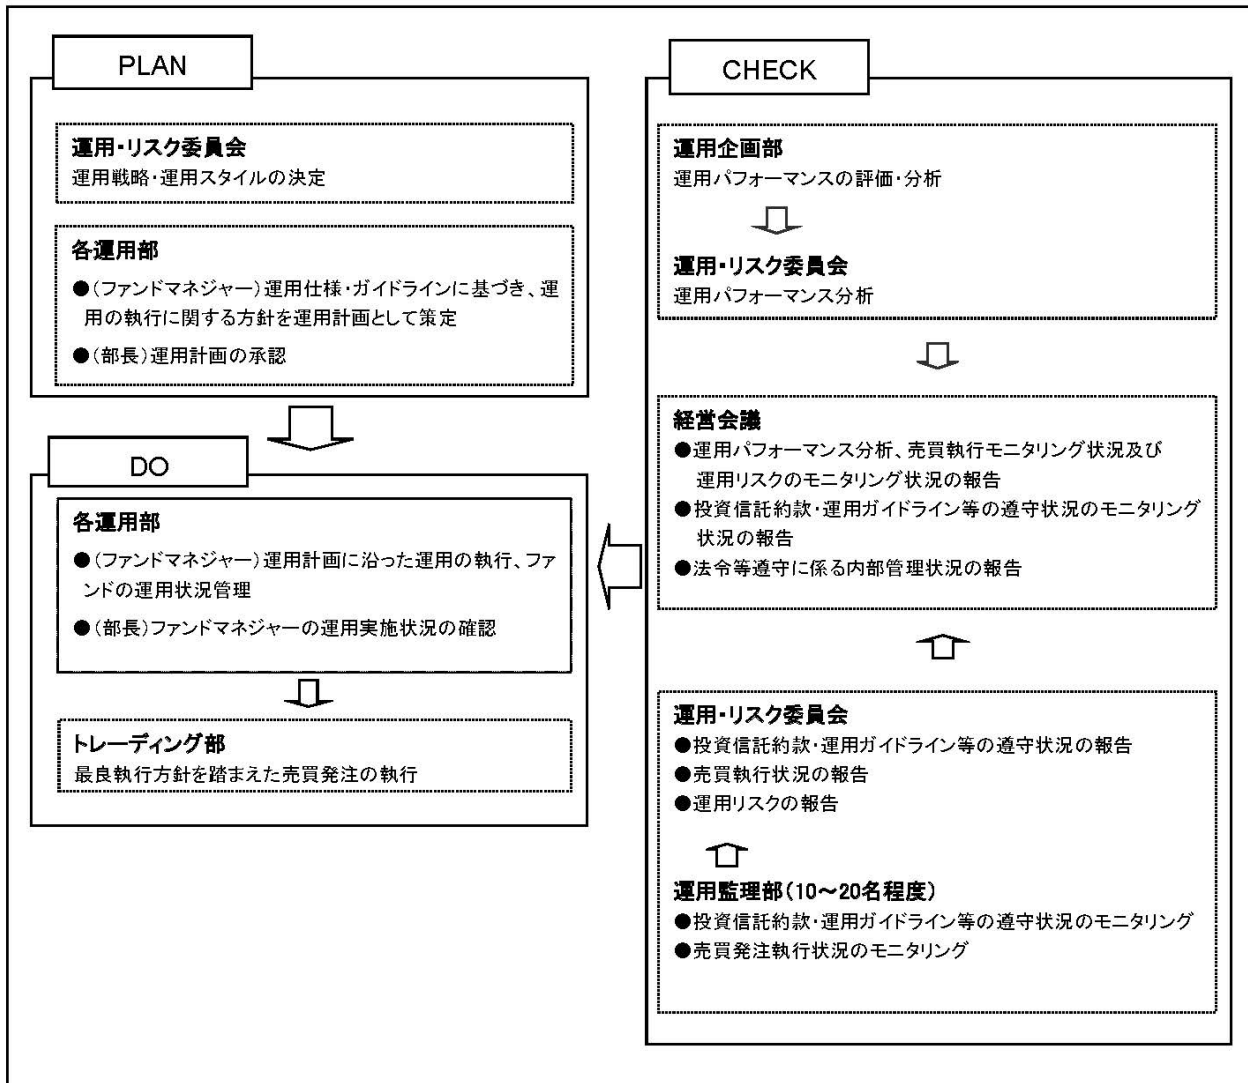 PLAN
運用・リスク委員会
運用戦略・運用スタイルの決定
各運用部
●(ファンドマネジャー)運用仕様・ガイドラインに基づき、運
用の執行に関する方針を運用計画として策定
●(部長)運用計画の承認
DO
各運用部
●(ファンドマネジャー)運用計画に沿った運用の執行、ファ
ンドの運用状況管理
●(部長)ファンドマネジャーの運用実施状況の確認
トレーディング部
最良執行方針を踏まえた売買発注の執行
CHECK
運用企画部
運用パフォーマンスの評価・分析
運用・リスク委員会
運用パフォーマンス分析
経営会議
●運用パフォーマンス分析、売買執行モニタリング状況及び
運用リスクのモニタリング状況の報告
●投資信託約款・運用ガイドライン等の遵守状況のモニタリング
状況の報告
●法令等遵守に係る内部管理状況の報告
運用・リスク委員会
●投資信託約款・運用ガイドライン等の遵守状況の報告
●売買執行状況の報告
●運用リスクの報告
運用監理部(10～20名程度)
●投資信託約款・運用ガイドライン等の遵守状況のモニタリング
●売買発注執行状況のモニタリング